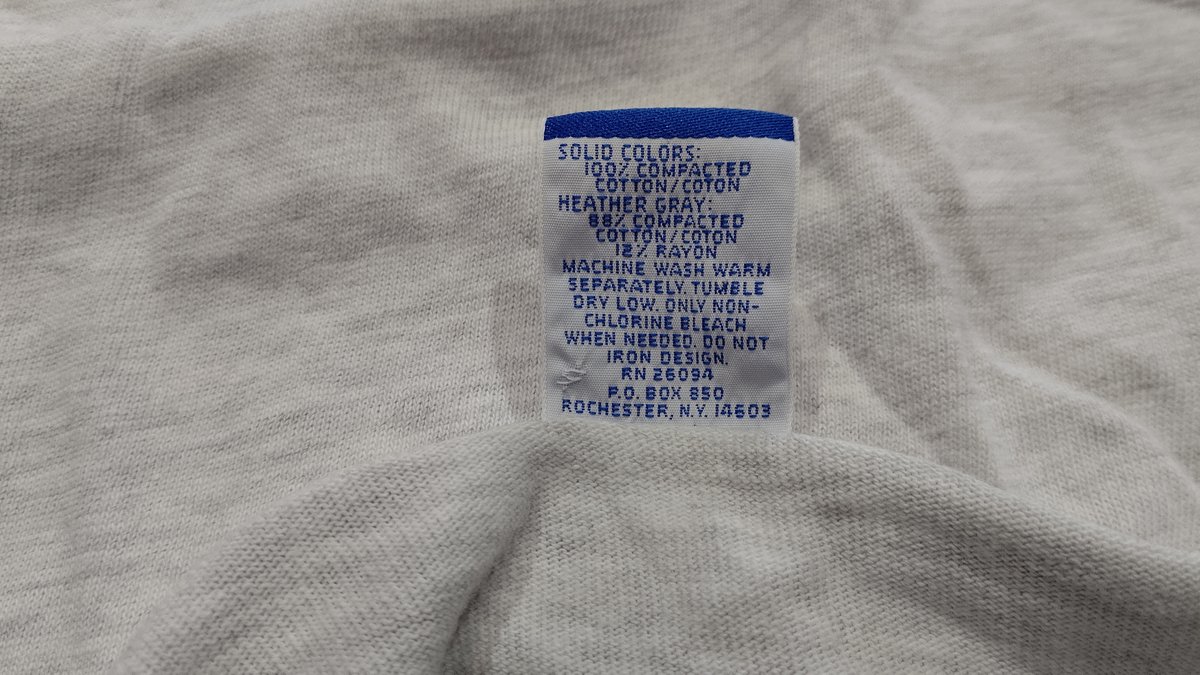 SOLID COLORS:
100% COMPACTED
COTTON/COTON
HEATHER GRAY:
88% COMPACTED
COTTON/COTON
12% RAYON
MACHINE WASH WARM
SEPARATELY. TUMBLE
DRY LOW. ONLY NON-
CHLORINE BLEACH
WHEN NEEDED. DO NOT
IRON DESIGN.
RN 26094
P.O. BOX 850
ROCHESTER, N.Y. 14603